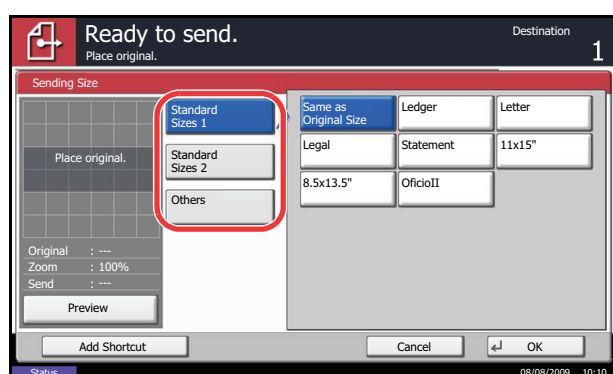 Ready to send.
Destination
Place original.
1
Sending Size
Place original.
Original : ---
Zoom : 100%
Send : ---
Preview
Standard
Sizes 1
Standard
Sizes 2
Others
Same as
Original Size
Ledger
Letter
Legal
Statement
11x15"
8.5x13.5"
OficioII
Add Shortcut
Cancel
OK
Status
08/08/2009 10:10